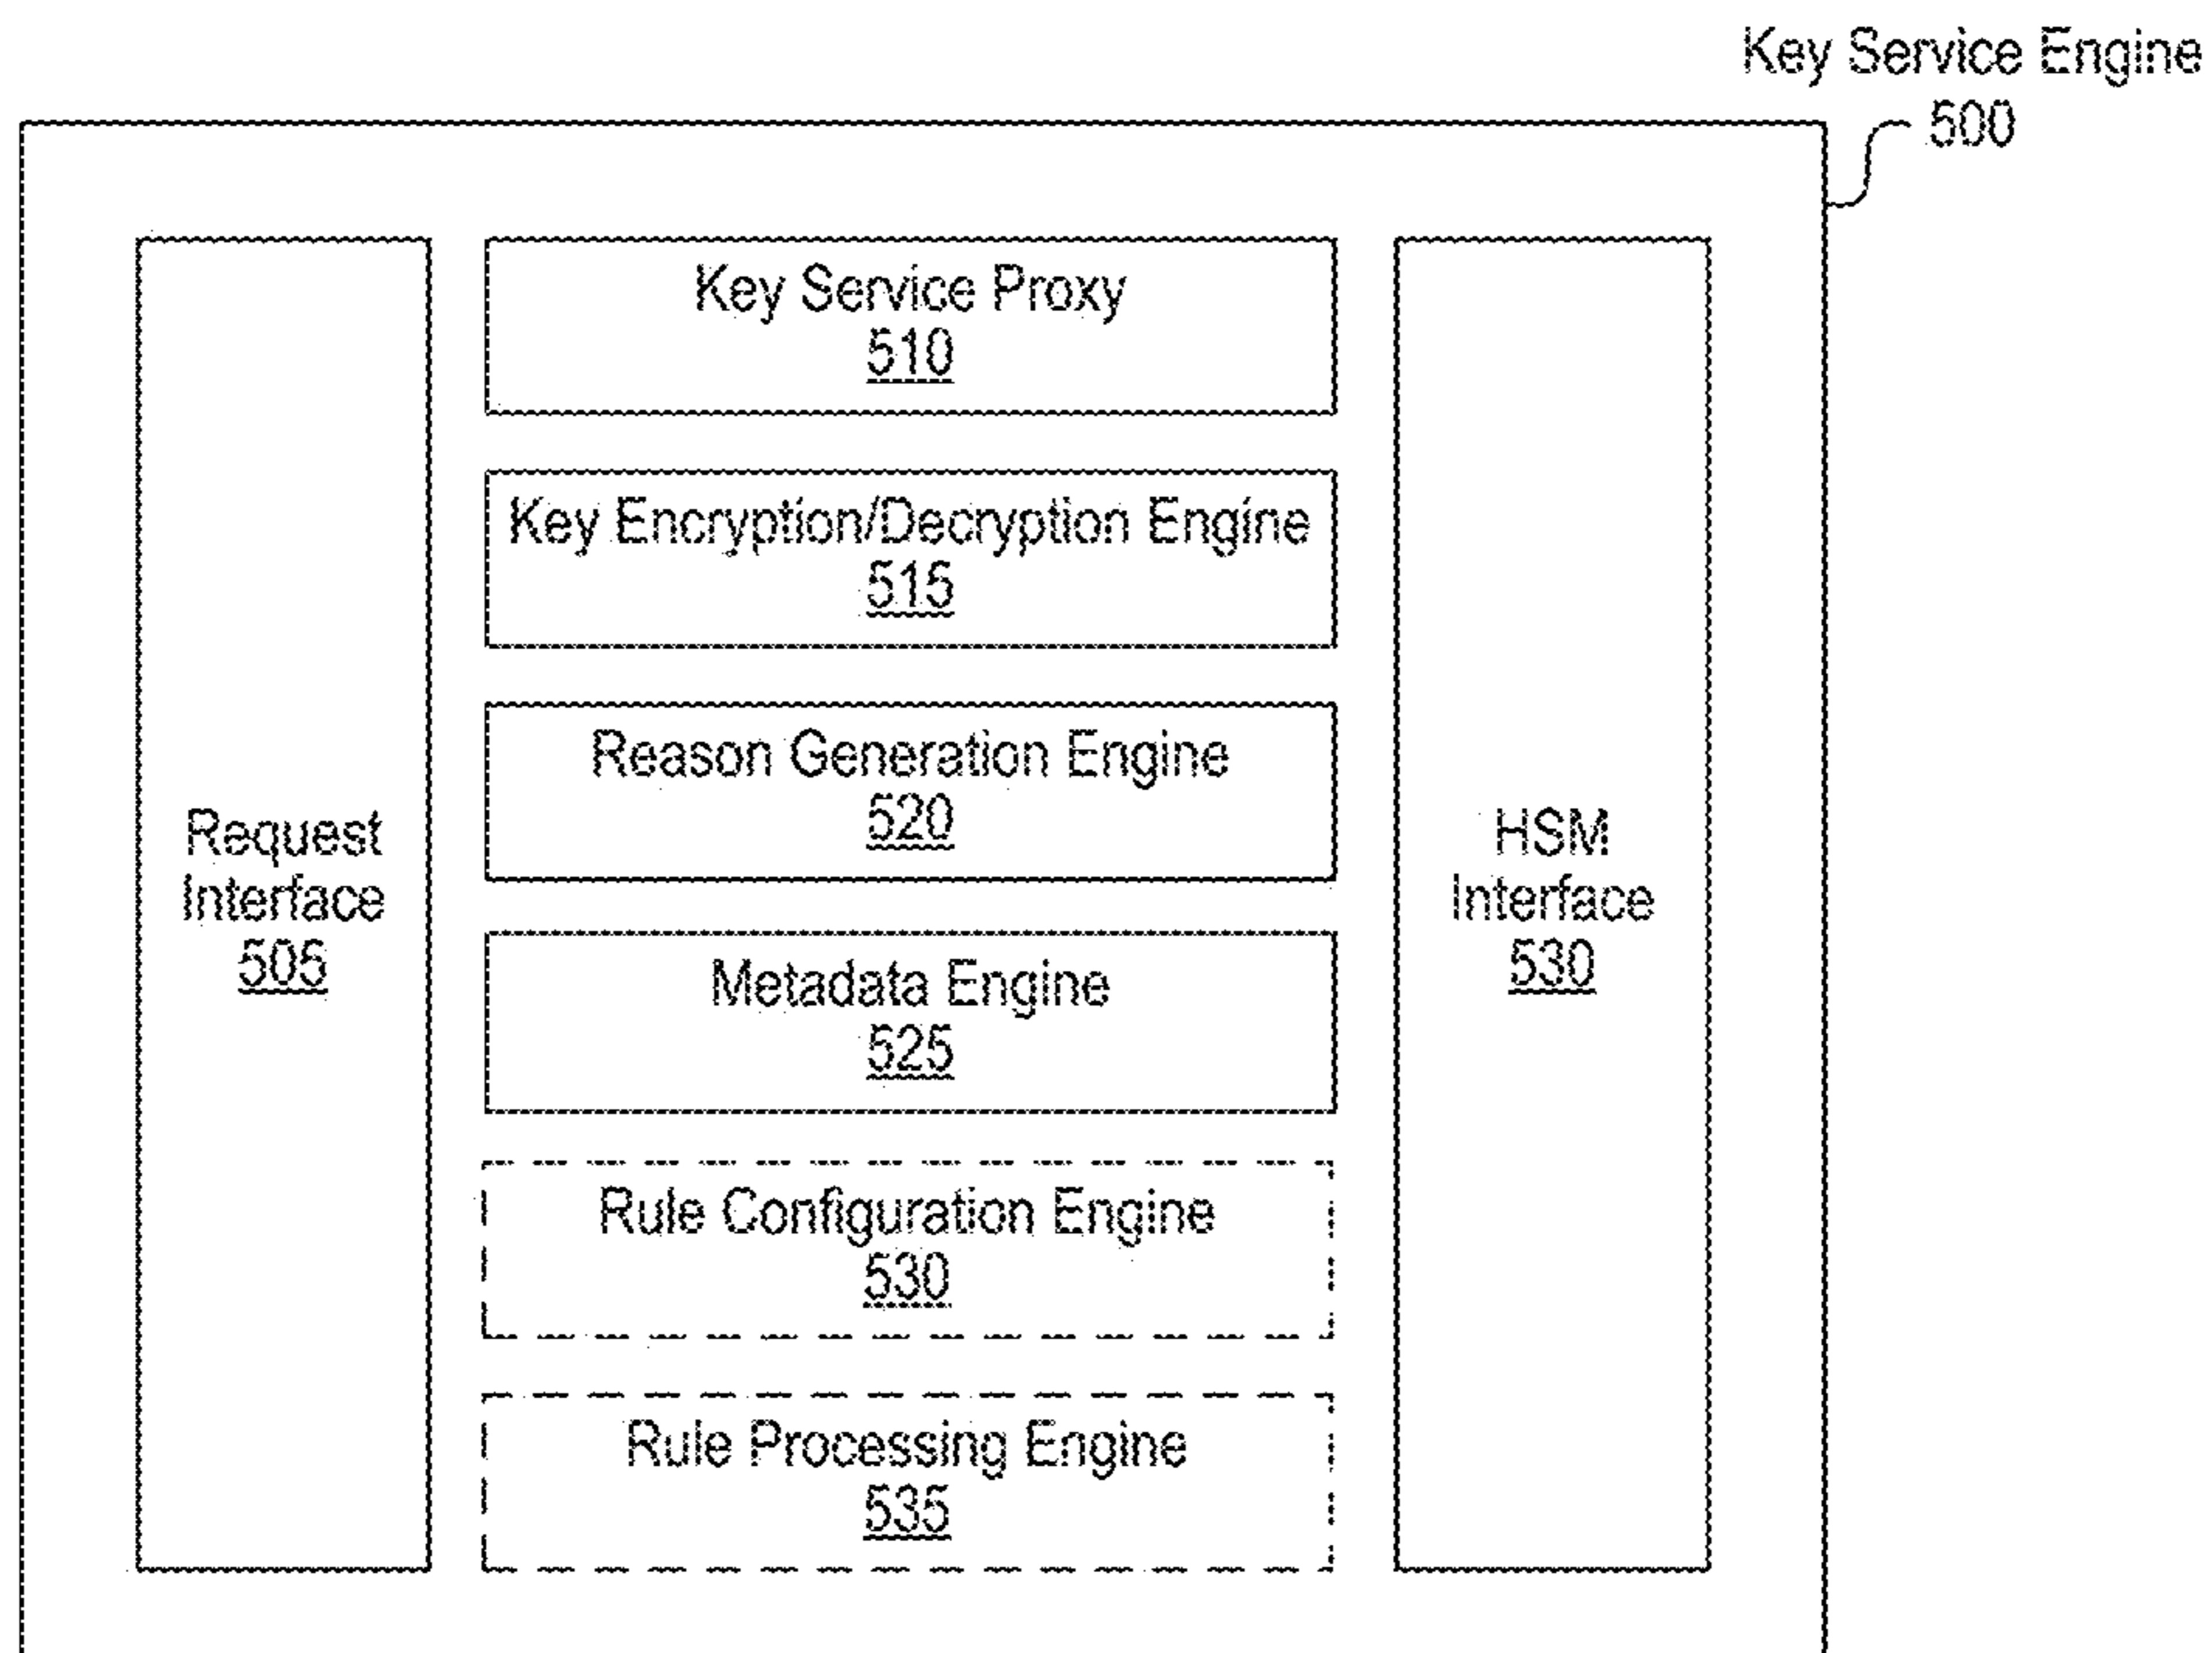 Key Service Engine
500
Key Service Proxy
510
Key Encryption/Decryption Engine
515
Reason Generation Engine
520
Request
Interface
505
HSM
Interface
530
Metadata Engine
525
Rule Configuration Engine
530
Rule Processing Engine
535